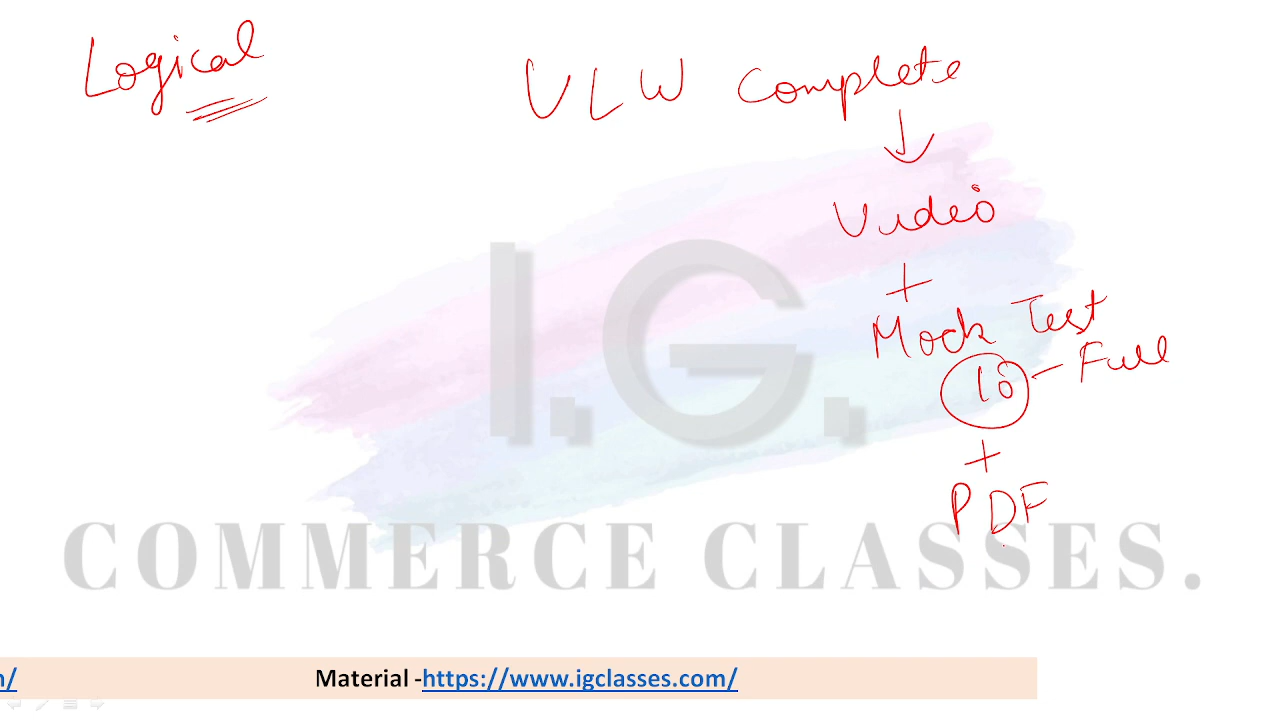 Logical
VLW Complete
Video
+
Mock Test
10 - Full
+
PDF
I.G.
COMMERCE CLASSES.
Material -https://www.igclasses.com/